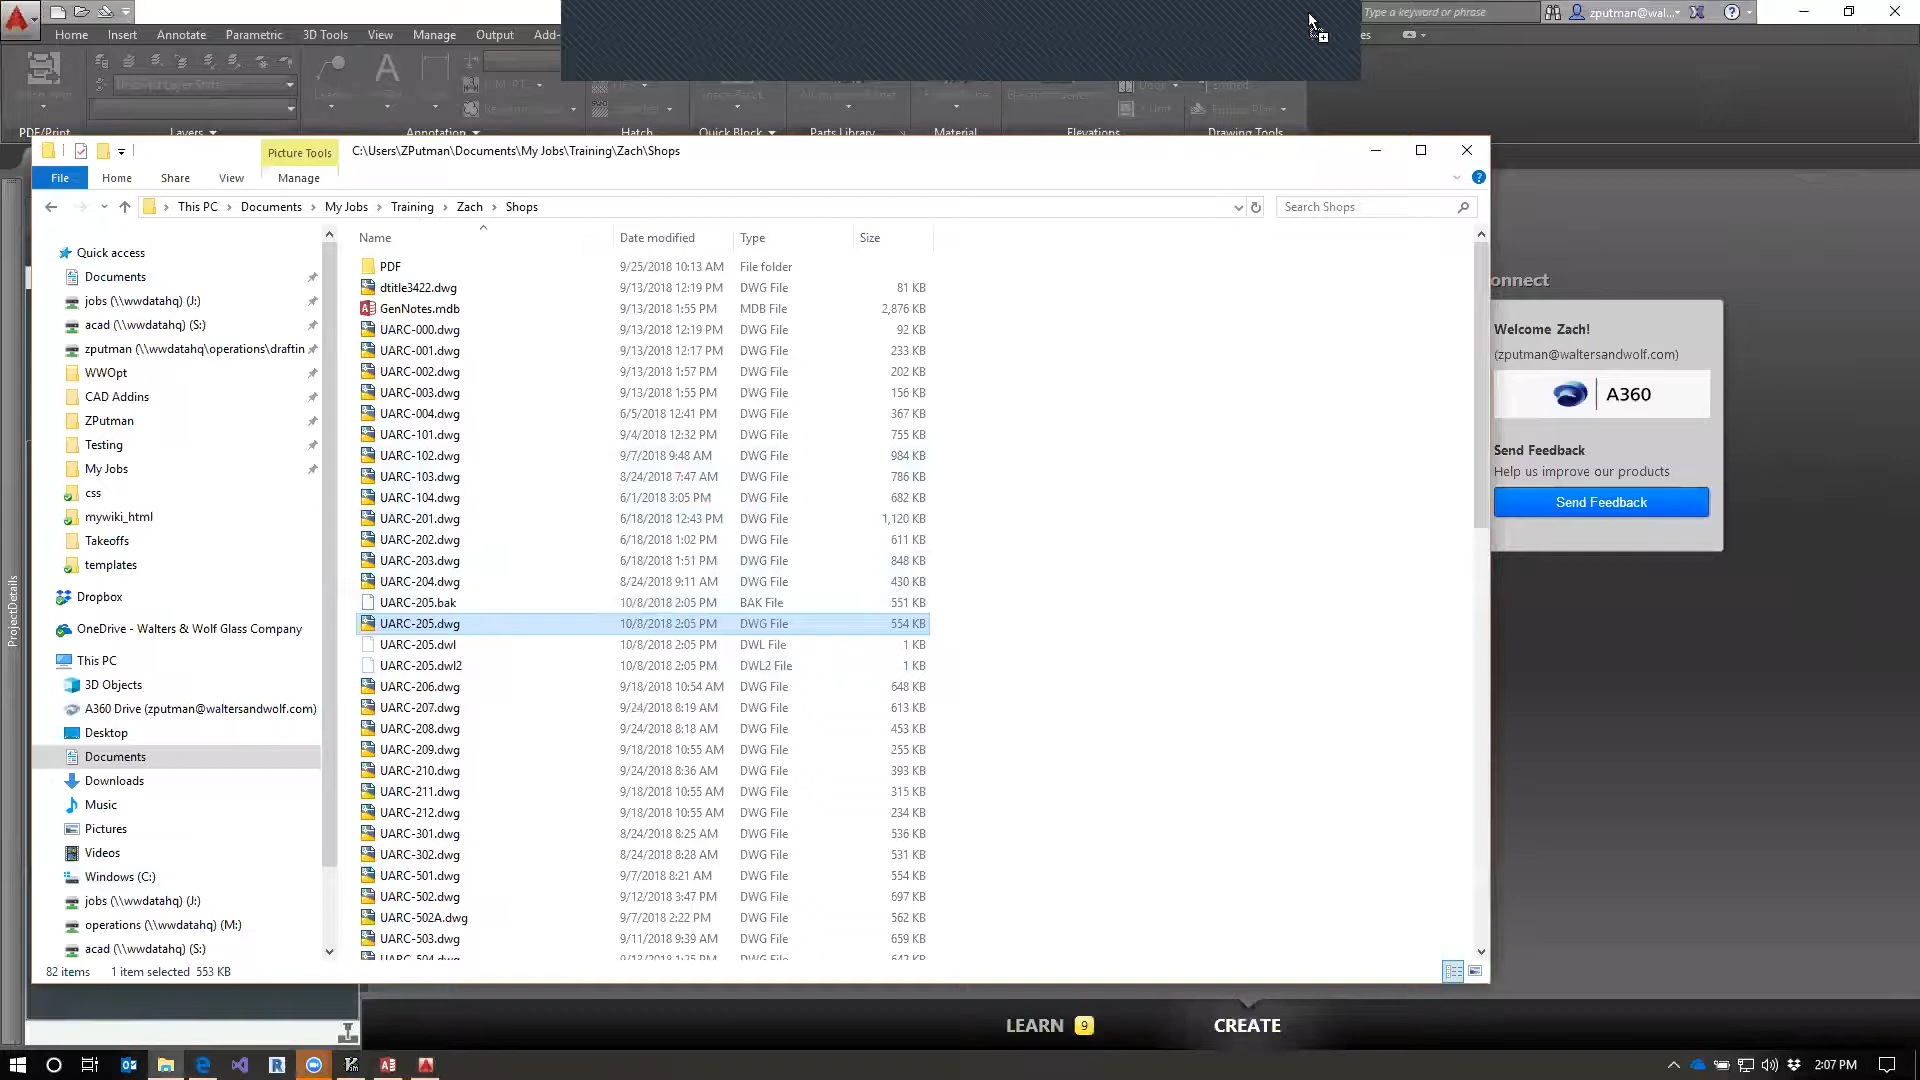 Type a keyword or phrase
zputman@wal...
Home Insert Annotate Parametric 3D Tools View Manage Output Add-
es
PDF/Print Layers Annotation Hatch Quick Block Parts Library Material Elevations Drawing Tools
Picture Tools
C:\Users\ZPutman\Documents\My Jobs\Training\Zach\Shops
File Home Share View Manage
This PC > Documents > My Jobs > Training > Zach > Shops
Search Shops
Name Date modified Type Size
Quick access
Documents
jobs (\\wwdatahq) (J:)
acad (\\wwdatahq) (S:)
zputman (\\wwdatahq\operations\draftin
WWOpt
CAD Addins
ZPutman
Testing
My Jobs
css
mywiki_html
Takeoffs
templates
Dropbox
OneDrive - Walters & Wolf Glass Company
This PC
3D Objects
A360 Drive (zputman@waltersandwolf.com)
Desktop
Documents
Downloads
Music
Pictures
Videos
Windows (C:)
jobs (\\wwdatahq) (J:)
operations (\\wwdatahq) (M:)
acad (\\wwdatahq) (S:)
PDF 9/25/2018 10:13 AM File folder
dtitle3422.dwg 9/13/2018 12:19 PM DWG File 81 KB
GenNotes.mdb 9/13/2018 1:55 PM MDB File 2,876 KB
UARC-000.dwg 9/13/2018 12:19 PM DWG File 92 KB
UARC-001.dwg 9/13/2018 12:17 PM DWG File 233 KB
UARC-002.dwg 9/13/2018 1:57 PM DWG File 202 KB
UARC-003.dwg 9/13/2018 1:55 PM DWG File 156 KB
UARC-004.dwg 6/5/2018 12:41 PM DWG File 367 KB
UARC-101.dwg 9/4/2018 12:32 PM DWG File 755 KB
UARC-102.dwg 9/7/2018 9:48 AM DWG File 984 KB
UARC-103.dwg 8/24/2018 7:47 AM DWG File 786 KB
UARC-104.dwg 6/1/2018 3:05 PM DWG File 682 KB
UARC-201.dwg 6/18/2018 12:43 PM DWG File 1,120 KB
UARC-202.dwg 6/18/2018 1:02 PM DWG File 611 KB
UARC-203.dwg 6/18/2018 1:51 PM DWG File 848 KB
UARC-204.dwg 8/24/2018 9:11 AM DWG File 430 KB
UARC-205.bak 10/8/2018 2:05 PM BAK File 551 KB
UARC-205.dwg 10/8/2018 2:05 PM DWG File 554 KB
UARC-205.dwl 10/8/2018 2:05 PM DWL File 1 KB
UARC-205.dwl2 10/8/2018 2:05 PM DWL2 File 1 KB
UARC-206.dwg 9/18/2018 10:54 AM DWG File 648 KB
UARC-207.dwg 9/24/2018 8:19 AM DWG File 613 KB
UARC-208.dwg 9/24/2018 8:18 AM DWG File 453 KB
UARC-209.dwg 9/18/2018 10:55 AM DWG File 255 KB
UARC-210.dwg 9/24/2018 8:36 AM DWG File 393 KB
UARC-211.dwg 9/18/2018 10:55 AM DWG File 315 KB
UARC-212.dwg 9/18/2018 10:55 AM DWG File 234 KB
UARC-301.dwg 8/24/2018 8:25 AM DWG File 536 KB
UARC-302.dwg 8/24/2018 8:28 AM DWG File 531 KB
UARC-501.dwg 9/7/2018 8:21 AM DWG File 554 KB
UARC-502.dwg 9/12/2018 3:47 PM DWG File 697 KB
UARC-502A.dwg 9/7/2018 2:22 PM DWG File 562 KB
UARC-503.dwg 9/11/2018 9:39 AM DWG File 659 KB
UARC-504.dwg 9/13/2018 1:25 PM DWG File 642 KB
82 items 1 item selected 553 KB
onnect
Welcome Zach!
(zputman@waltersandwolf.com)
A360
Send Feedback
Help us improve our products
Send Feedback
ProjectDetails
LEARN 9 CREATE
2:07 PM